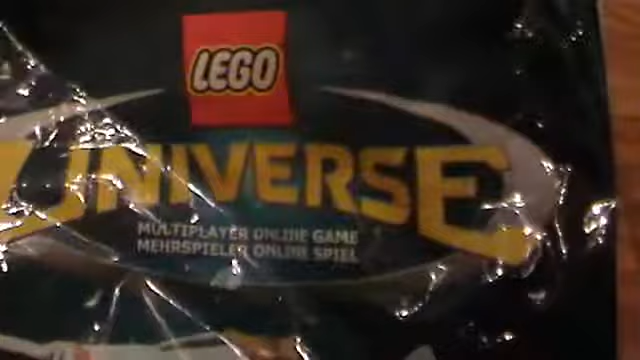 LEGO
UNIVERSE
MULTIPLAYER ONLINE GAME
MEHRSPIELER ONLINE SPIEL